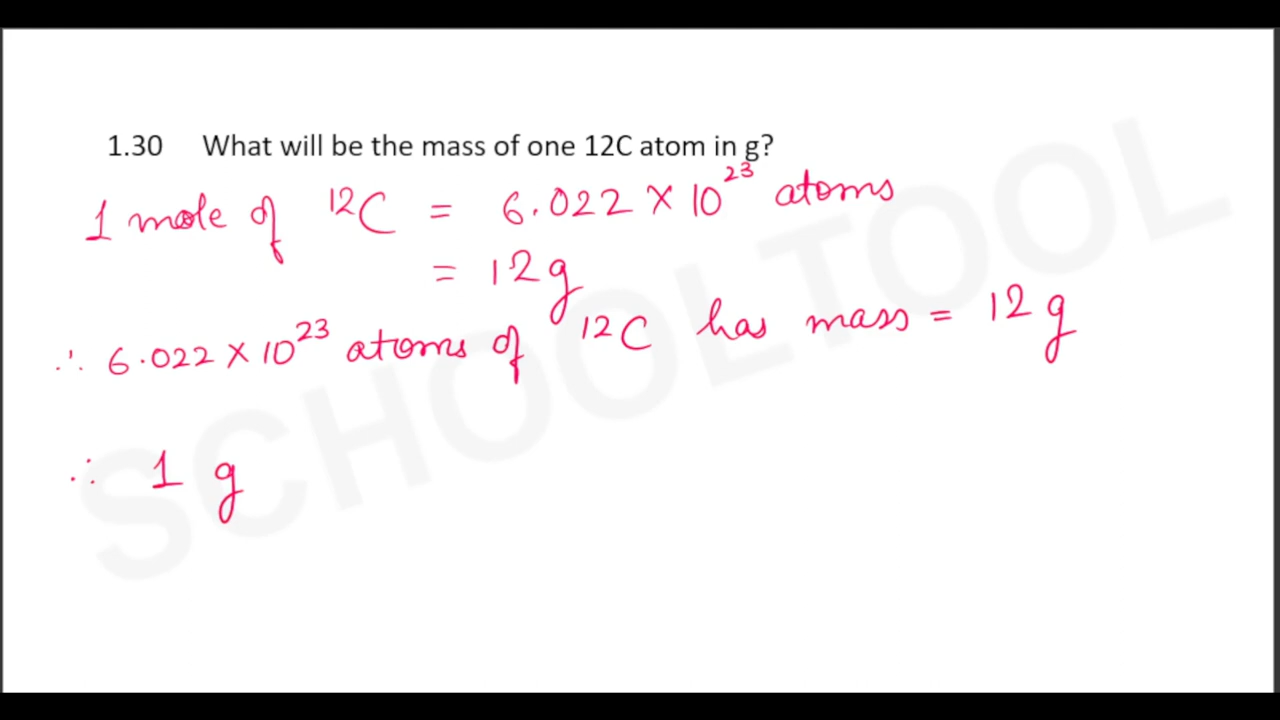 1.30 What will be the mass of one 12C atom in g?
1 mole of ¹²C = 6.022 × 10²³ atoms
= 12g
∴ 6.022 × 10²³ atoms of ¹²C has mass = 12 g
∴ 1 g
SCHOOLTOOL